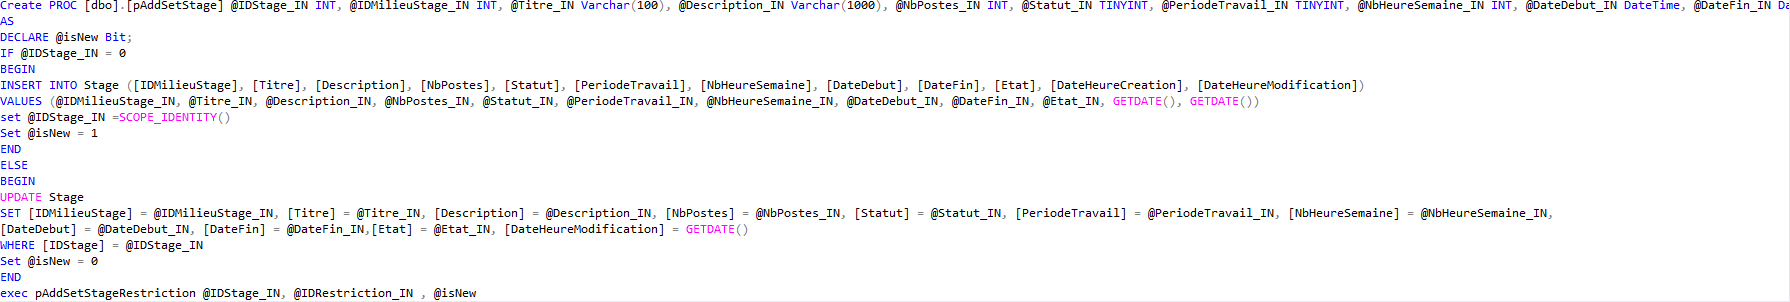 Create PROC [dbo].[pAddSetStage] @IDStage_IN INT, @IDMilieuStage_IN INT, @Titre_IN Varchar(100), @Description_IN Varchar(1000), @NbPostes_IN INT, @Statut_IN TINYINT, @PeriodeTravail_IN TINYINT, @NbHeureSemaine_IN INT, @DateDebut_IN DateTime, @DateFin_IN Da
AS
DECLARE @isNew Bit;
IF @IDStage_IN = 0
BEGIN
INSERT INTO Stage ([IDMilieuStage], [Titre], [Description], [NbPostes], [Statut], [PeriodeTravail], [NbHeureSemaine], [DateDebut], [DateFin], [Etat], [DateHeureCreation], [DateHeureModification])
VALUES (@IDMilieuStage_IN, @Titre_IN, @Description_IN, @NbPostes_IN, @Statut_IN, @PeriodeTravail_IN, @NbHeureSemaine_IN, @DateDebut_IN, @DateFin_IN, @Etat_IN, GETDATE(), GETDATE())
set @IDStage_IN =SCOPE_IDENTITY()
Set @isNew = 1
END
ELSE
BEGIN
UPDATE Stage
SET [IDMilieuStage] = @IDMilieuStage_IN, [Titre] = @Titre_IN, [Description] = @Description_IN, [NbPostes] = @NbPostes_IN, [Statut] = @Statut_IN, [PeriodeTravail] = @PeriodeTravail_IN, [NbHeureSemaine] = @NbHeureSemaine_IN,
[DateDebut] = @DateDebut_IN, [DateFin] = @DateFin_IN,[Etat] = @Etat_IN, [DateHeureModification] = GETDATE()
WHERE [IDStage] = @IDStage_IN
Set @isNew = 0
END
exec pAddSetStageRestriction @IDStage_IN, @IDRestriction_IN , @isNew